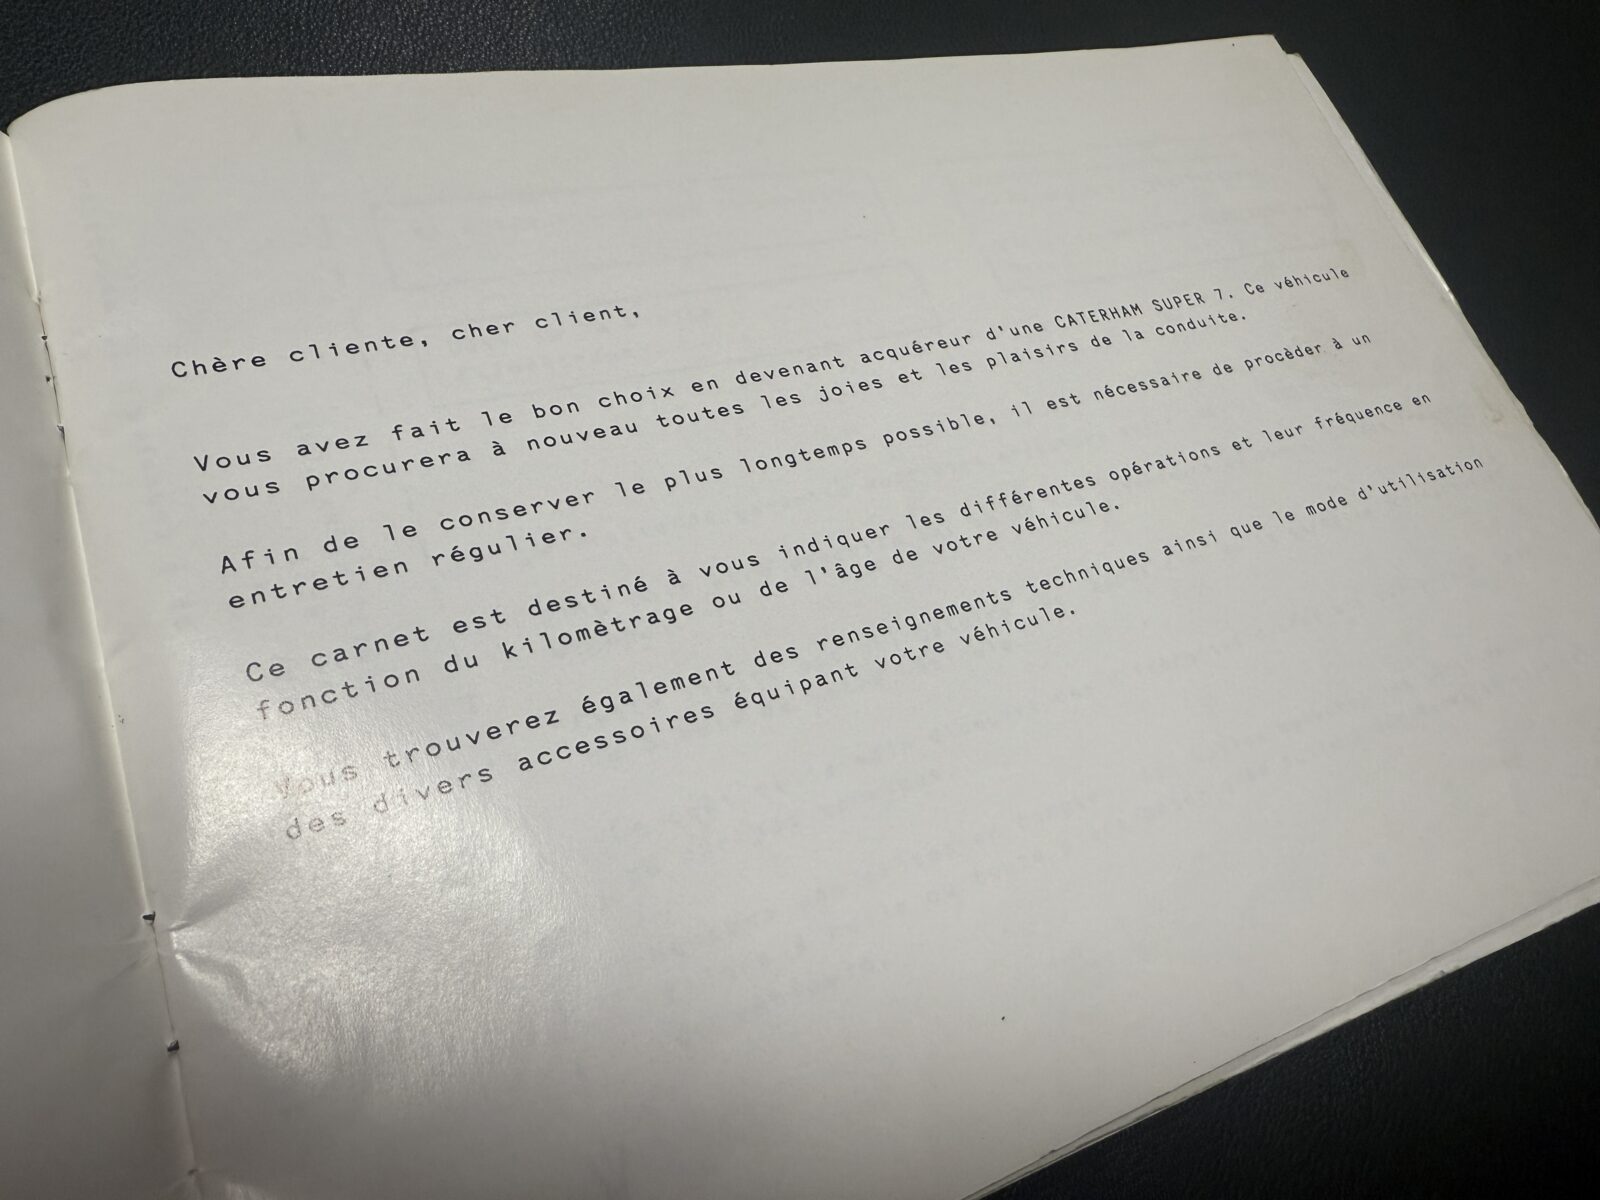 Chère cliente, cher client,
Vous avez fait le bon choix en devenant acquéreur d'une CATERHAM SUPER 7. Ce véhicule
vous procurera à nouveau toutes les joies et les plaisirs de la conduite.
Afin de le conserver le plus longtemps possible, il est nécessaire de procèder à un
entretien régulier.
Ce carnet est destiné à vous indiquer les différentes opérations et leur fréquence en
fonction du kilomètrage ou de l'âge de votre véhicule.
Vous trouverez également des renseignements techniques ainsi que le mode d'utilisation
des divers accessoires équipant votre véhicule.